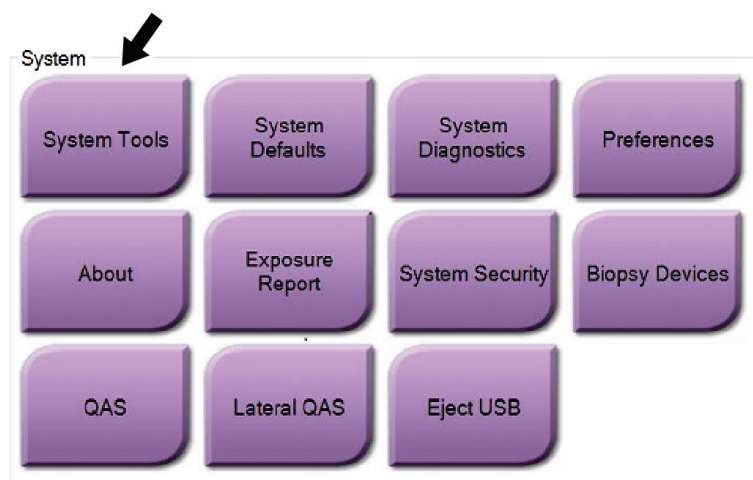 System
System Tools
System
Defaults
System
Diagnostics
Preferences
About
Exposure
Report
System Security
Biopsy Devices
QAS
Lateral QAS
Eject USB